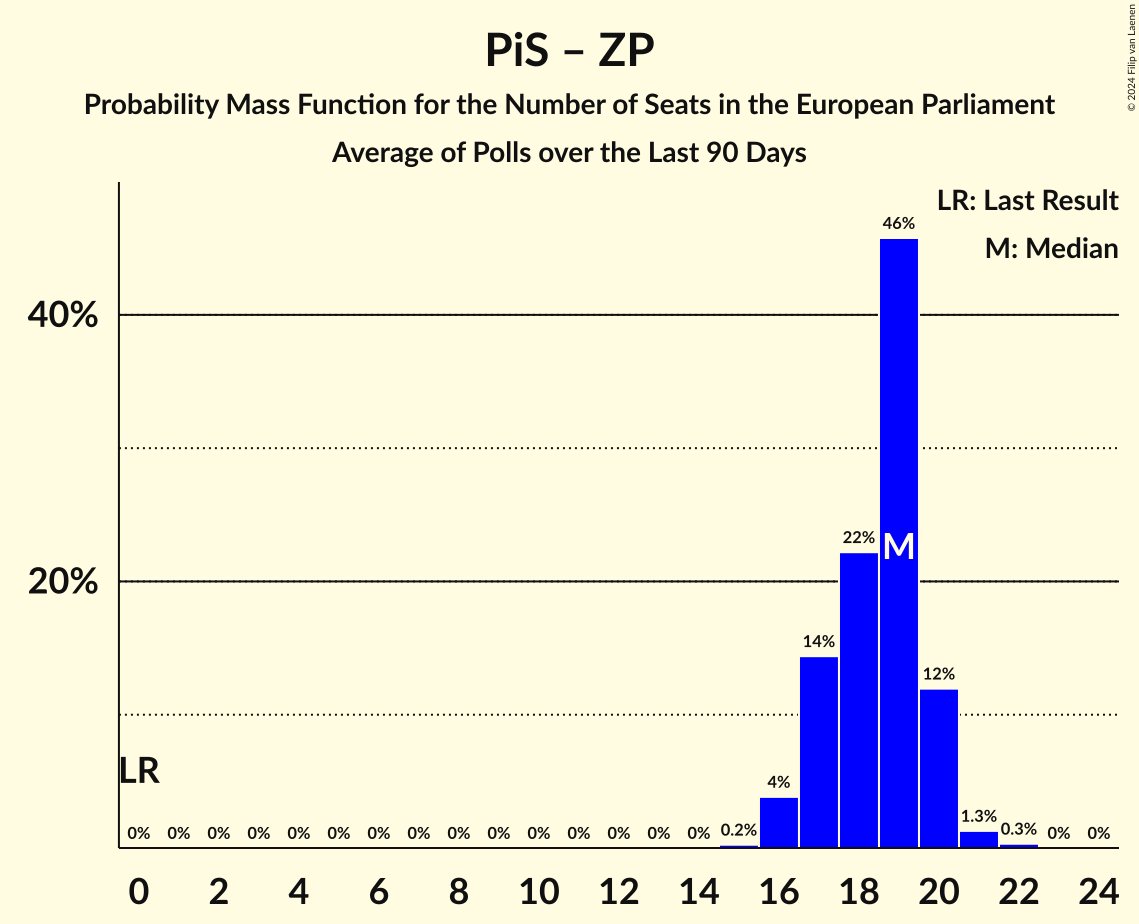 PiS – ZP
Probability Mass Function for the Number of Seats in the European Parliament
Average of Polls over the Last 90 Days
© 2024 Filip van Laenen
LR: Last Result
M: Median
40%
20%
LR
M
0% 0% 0% 0% 0% 0% 0% 0% 0% 0% 0% 0% 0% 0% 0% 0.2% 4% 14% 22% 46% 12% 1.3% 0.3% 0% 0%
0 2 4 6 8 10 12 14 16 18 20 22 24